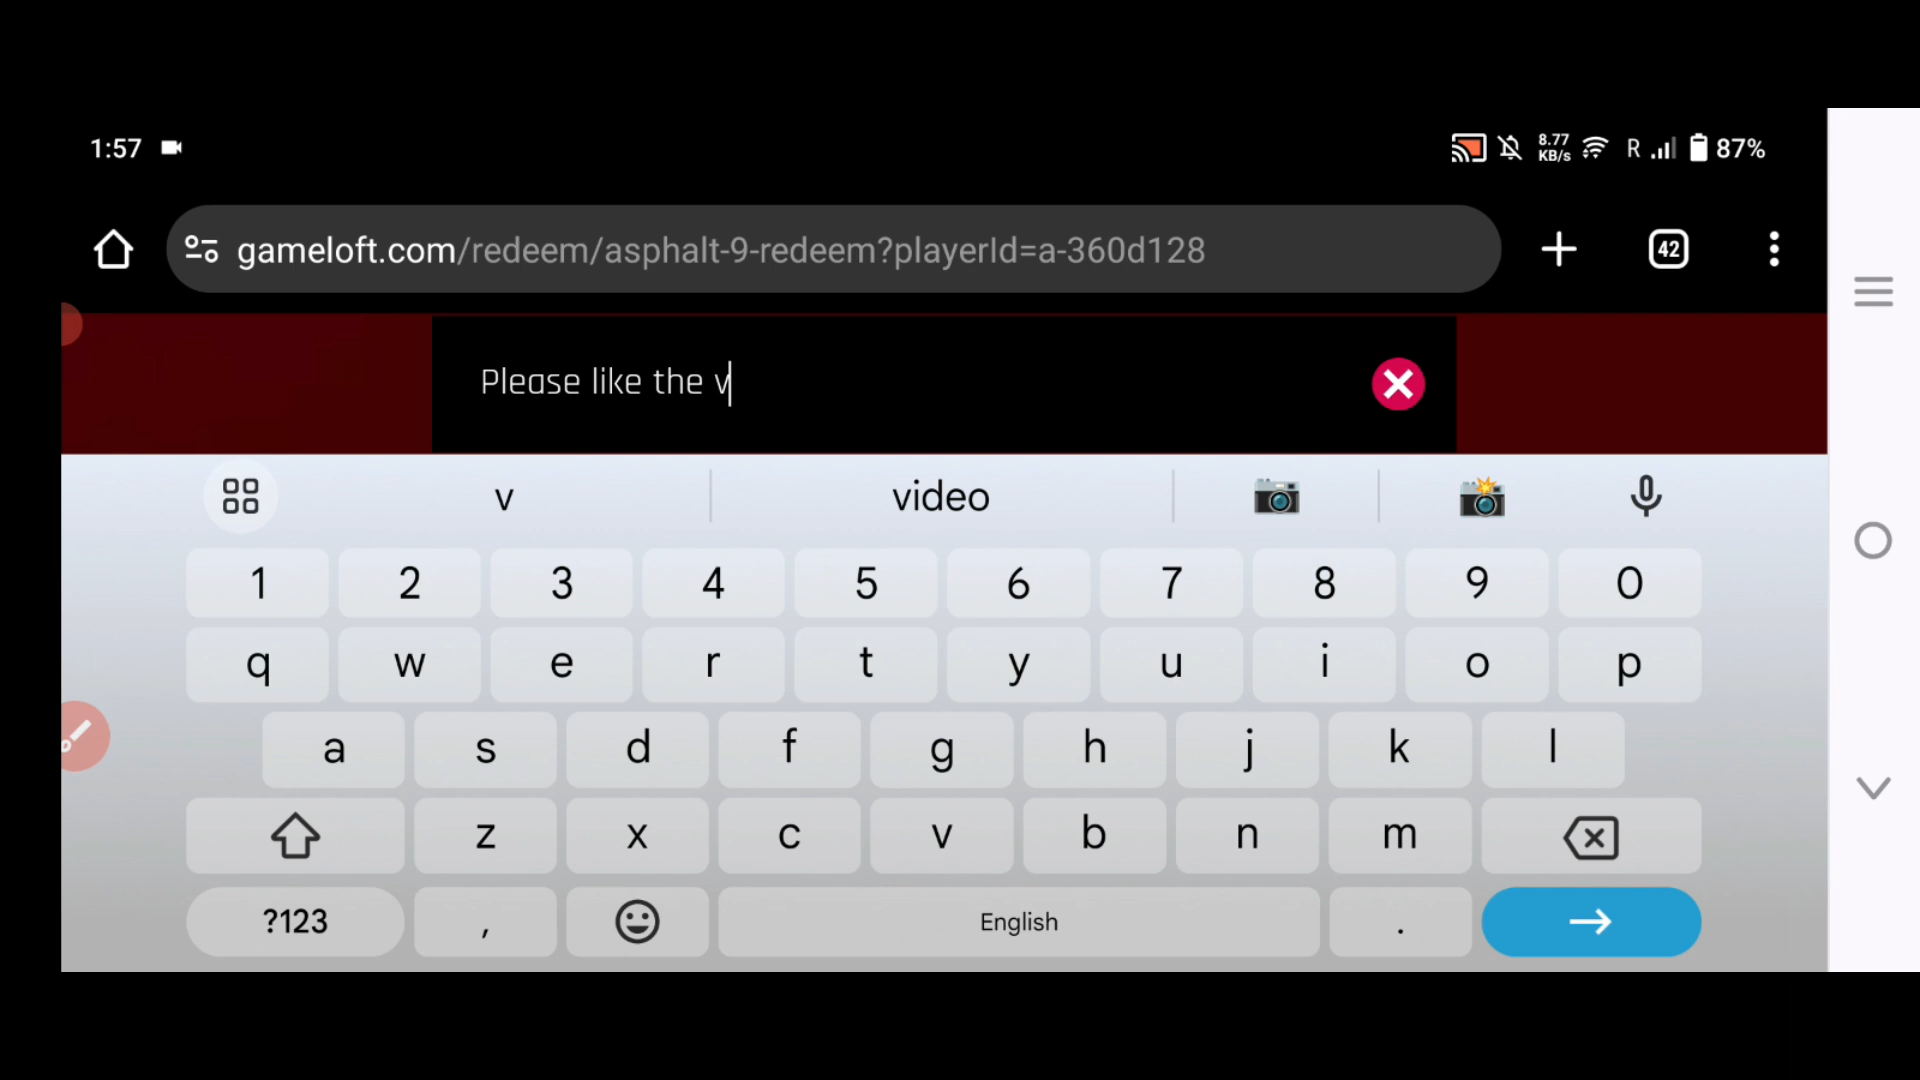 1:57 8.77 KB/s R 87%
gameloft.com/redeem/asphalt-9-redeem?playerId=a-360d128 42
Please like the v
v video
1 2 3 4 5 6 7 8 9 0
q w e r t y u i o p
a s d f g h j k l
z x c v b n m
?123 , English .